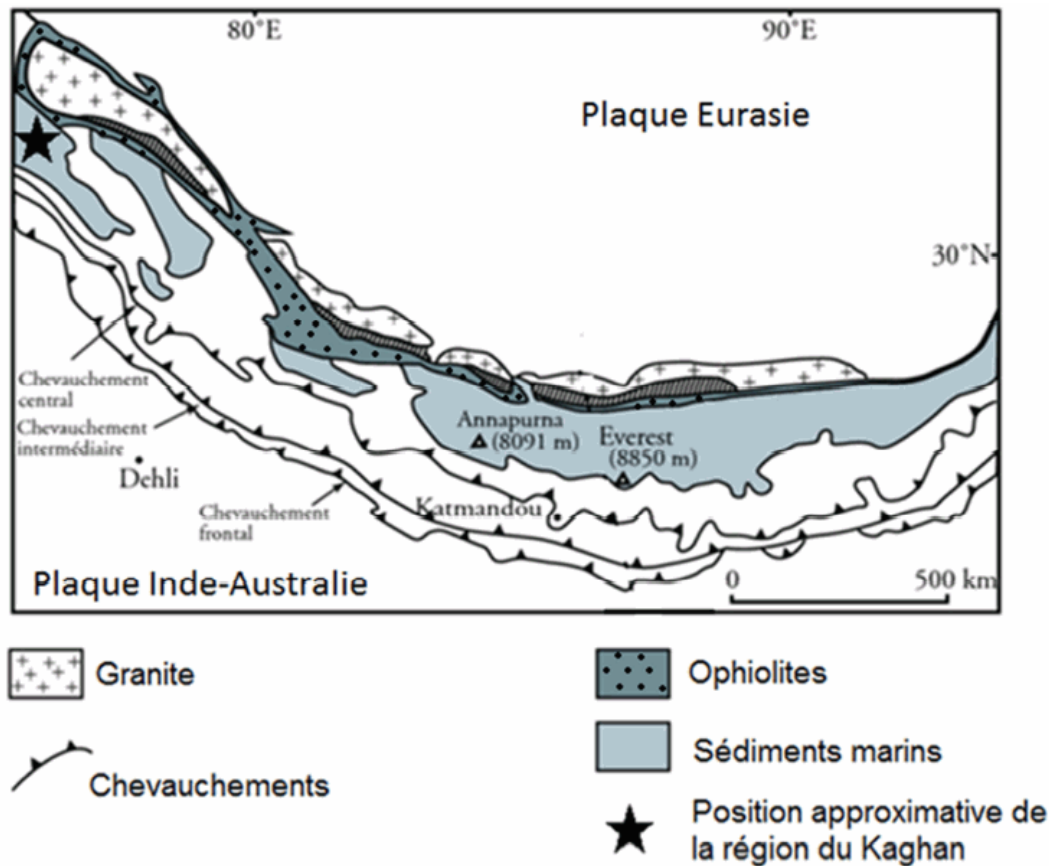 80°E
90°E
Plaque Eurasie
30°N
Chevauchement
central
Chevauchement
intermédiaire
Dehli
Annapurna
(8091 m)
Everest
(8850 m)
Chevauchement
frontal
Katmandou
Plaque Inde-Australie
0
500 km
Granite
Ophiolites
Chevauchements
Sédiments marins
Position approximative de
la région du Kaghan